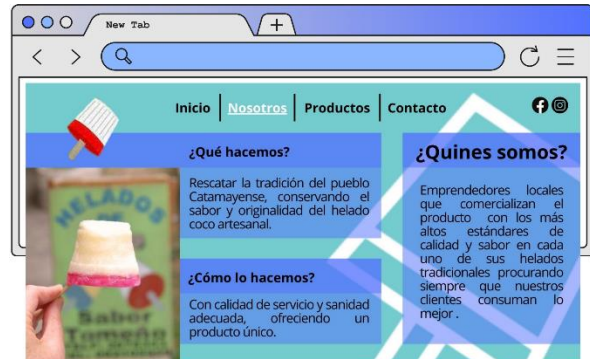 New Tab
Inicio Nosotros Productos Contacto
¿Qué hacemos?
Rescatar la tradición del pueblo
Catamayense, conservando el
sabor y originalidad del helado
coco artesanal.
¿Cómo lo hacemos?
Con calidad de servicio y sanidad
adecuada, ofreciendo un
producto único.
¿Quines somos?
Emprendedores locales
que comercializan el
producto con los más
altos estándares de
calidad y sabor en cada
uno de sus helados
tradicionales procurando
siempre que nuestros
clientes consuman lo
mejor .
HELADOS
DE
Sabor
Tomeño